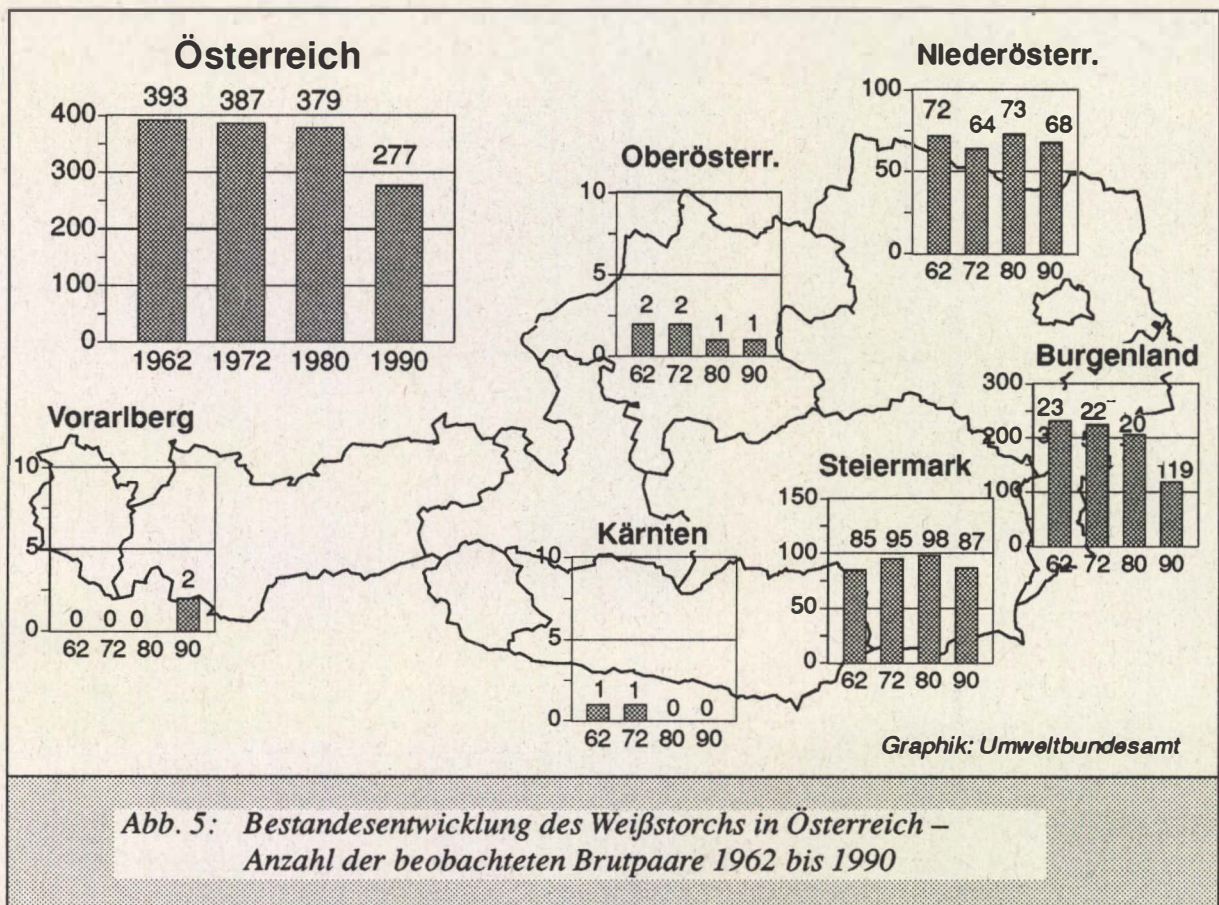 Österreich
393 387 379 277
400
300
200
100
0
1962 1972 1980 1990
NIederösterr.
100
72 64 73 68
50
0
62 72 80 90
Oberösterr.
10
5
2 2 1 1
0
62 72 80 90
Burgenland
300
23 22 20
200 3
119
100
0
62 72 80 90
Vorarlberg
10
5
2
0 0 0
0
62 72 80 90
Kärnten
10
5
1 1 0 0
0
62 72 80 90
Steiermark
150
85 95 98 87
100
50
0
62 72 80 90
Graphik: Umweltbundesamt
Abb. 5: Bestandesentwicklung des Weißstorchs in Österreich –
Anzahl der beobachteten Brutpaare 1962 bis 1990